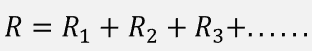 R = R₁ + R₂ + R₃+......